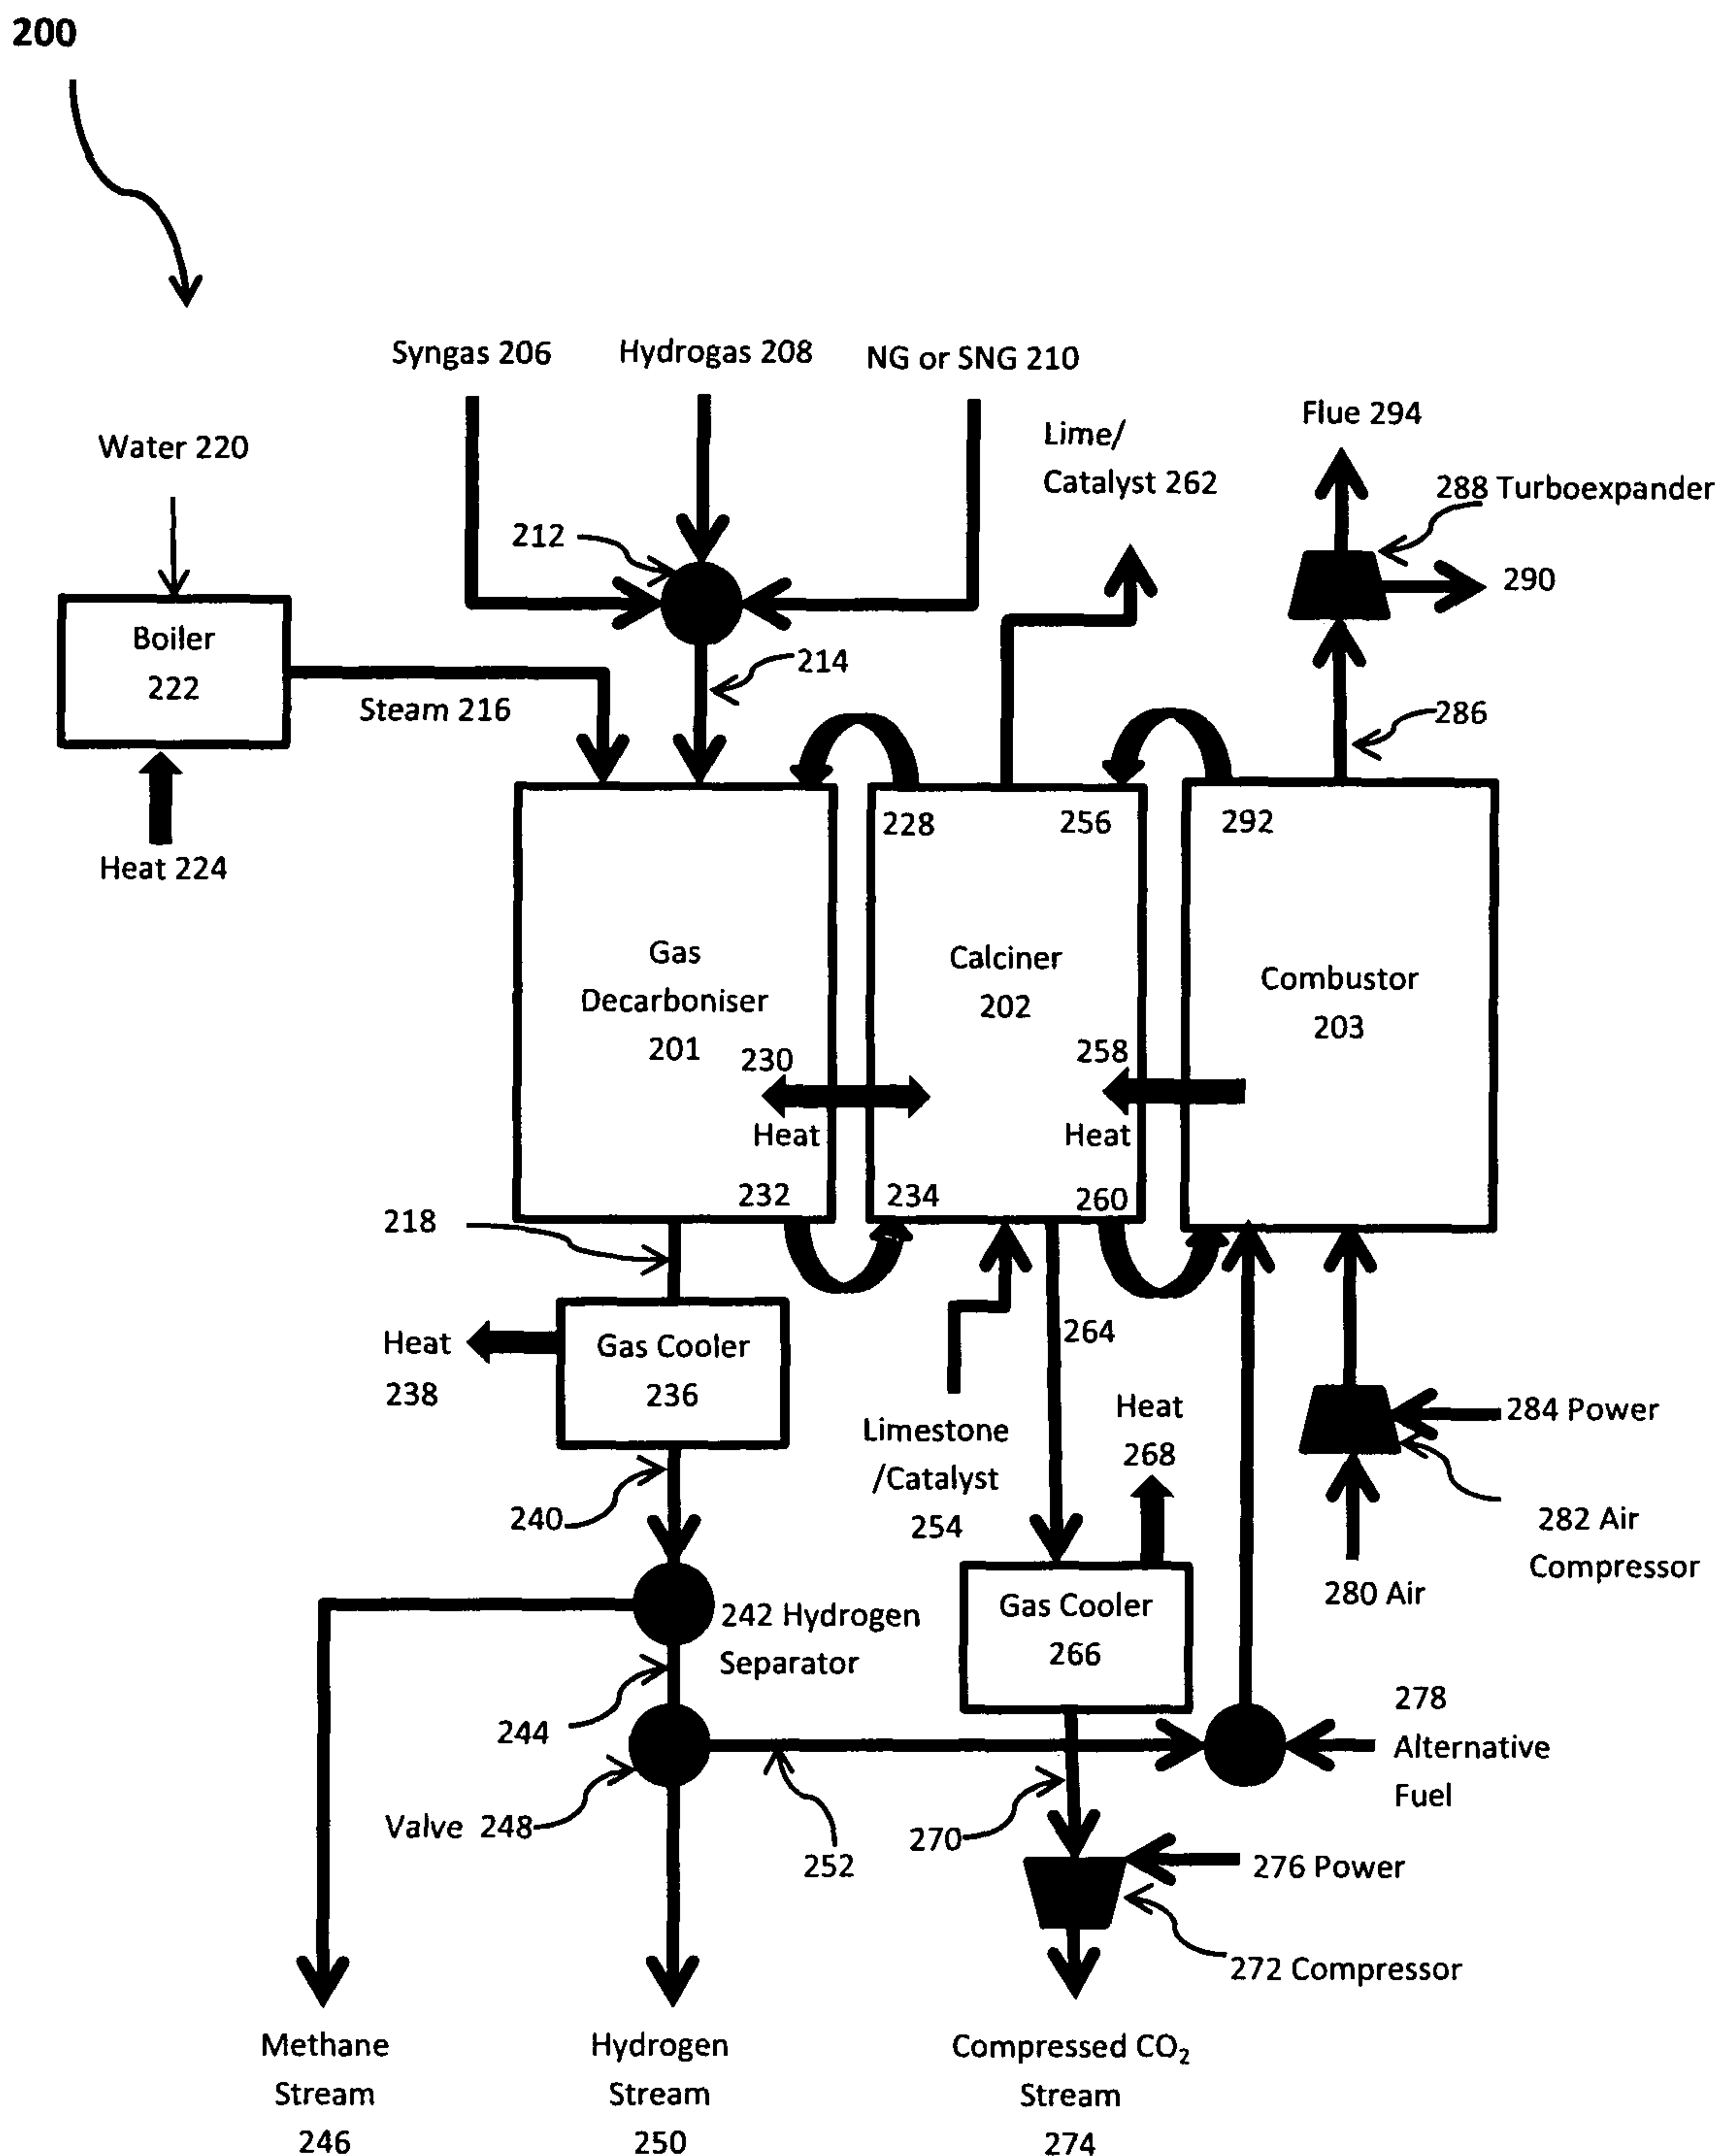 200
Syngas 206
Hydrogas 208
NG or SNG 210
Water 220
Lime/
Catalyst 262
Flue 294
288 Turboexpander
212
290
Boiler
222
214
Steam 216
286
Heat 224
228
256
292
Gas
Decarboniser
201
Calciner
202
Combustor
203
230
258
Heat
Heat
232
234
260
218
Gas Cooler
236
Heat
238
264
Limestone
/Catalyst
254
Heat
268
284 Power
282 Air
Compressor
280 Air
240
242 Hydrogen
Separator
Gas Cooler
266
244
278
Alternative
Fuel
Valve 248
252
270
276 Power
272 Compressor
Methane
Stream
246
Hydrogen
Stream
250
Compressed CO₂
Stream
274